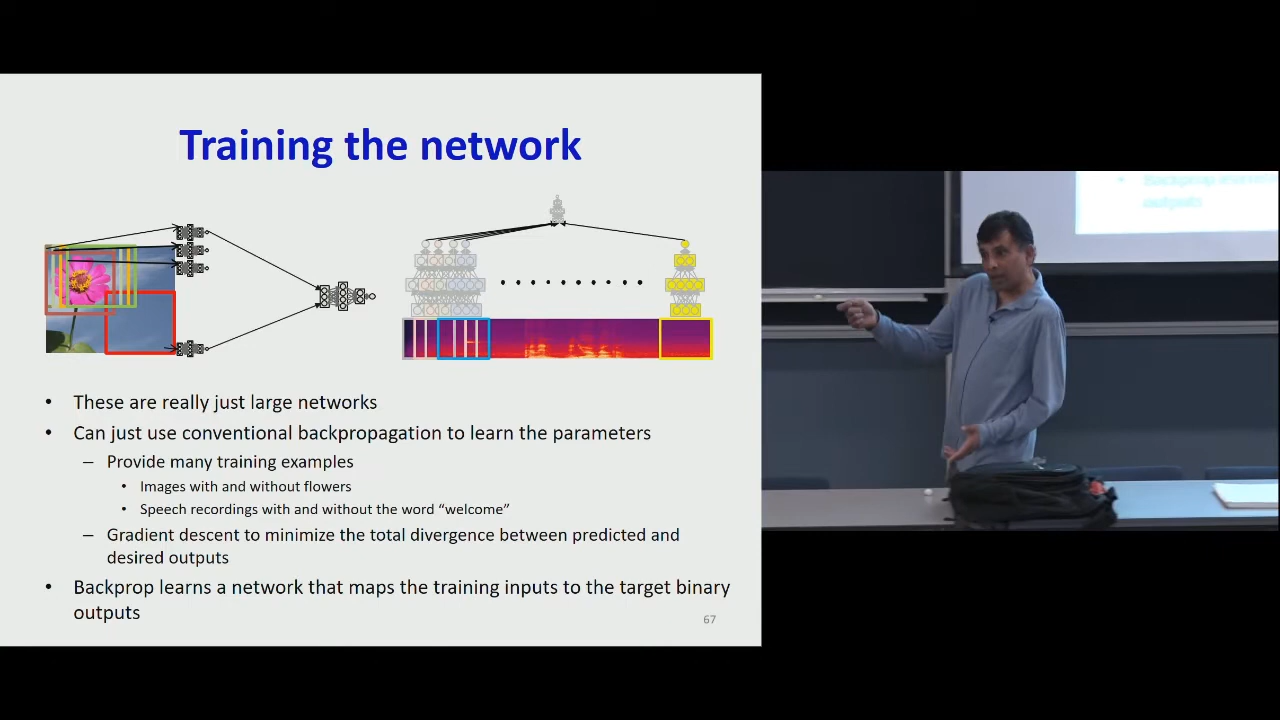 Training the network
• These are really just large networks
• Can just use conventional backpropagation to learn the parameters
– Provide many training examples
• Images with and without flowers
• Speech recordings with and without the word “welcome”
– Gradient descent to minimize the total divergence between predicted and
desired outputs
• Backprop learns a network that maps the training inputs to the target binary
outputs
67
outputs